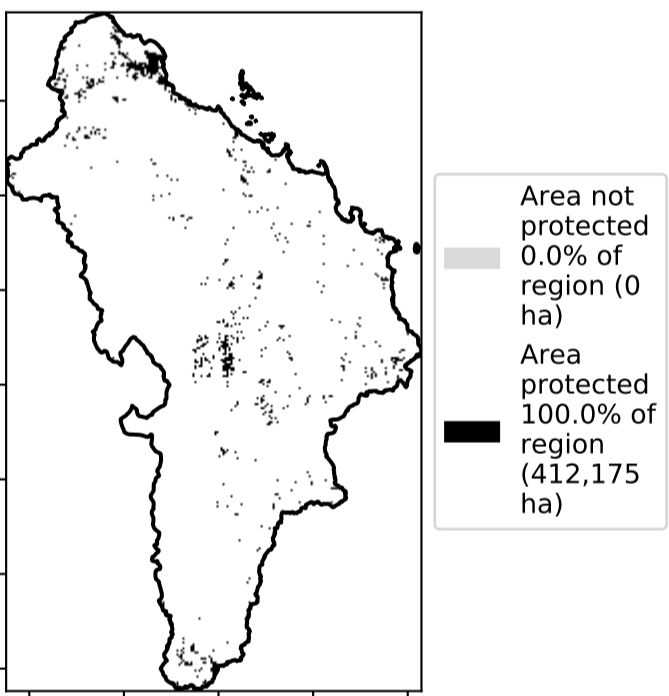 Area not
protected
0.0% of
region (0
ha)
Area
protected
100.0% of
region
(412,175
ha)